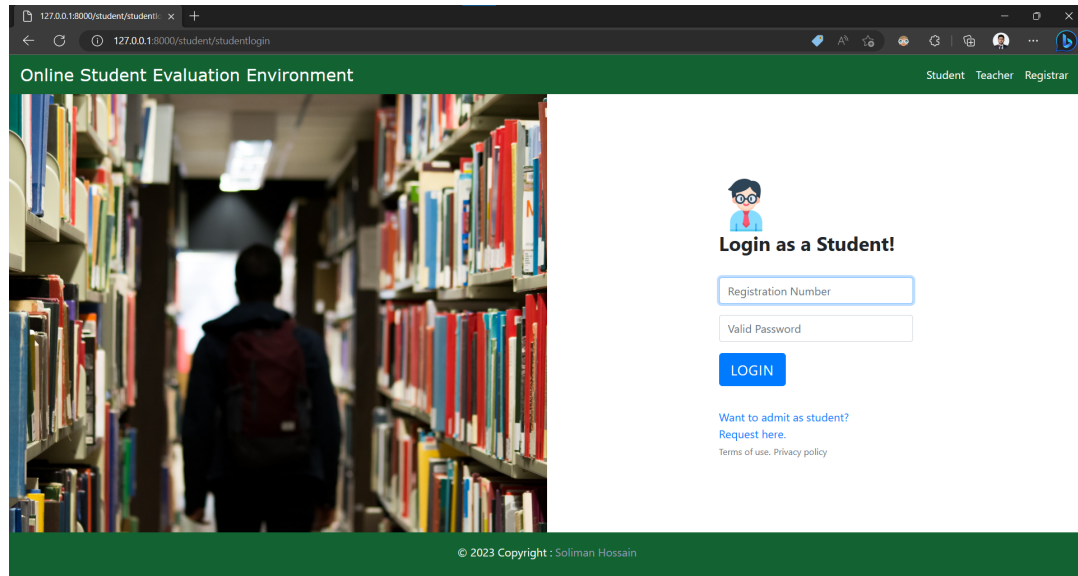 127.0.0.1:8000/student/studentlo
127.0.0.1:8000/student/studentlogin
Online Student Evaluation Environment
Student Teacher Registrar
Login as a Student!
Registration Number
Valid Password
LOGIN
Want to admit as student?
Request here.
Terms of use. Privacy policy
© 2023 Copyright : Soliman Hossain